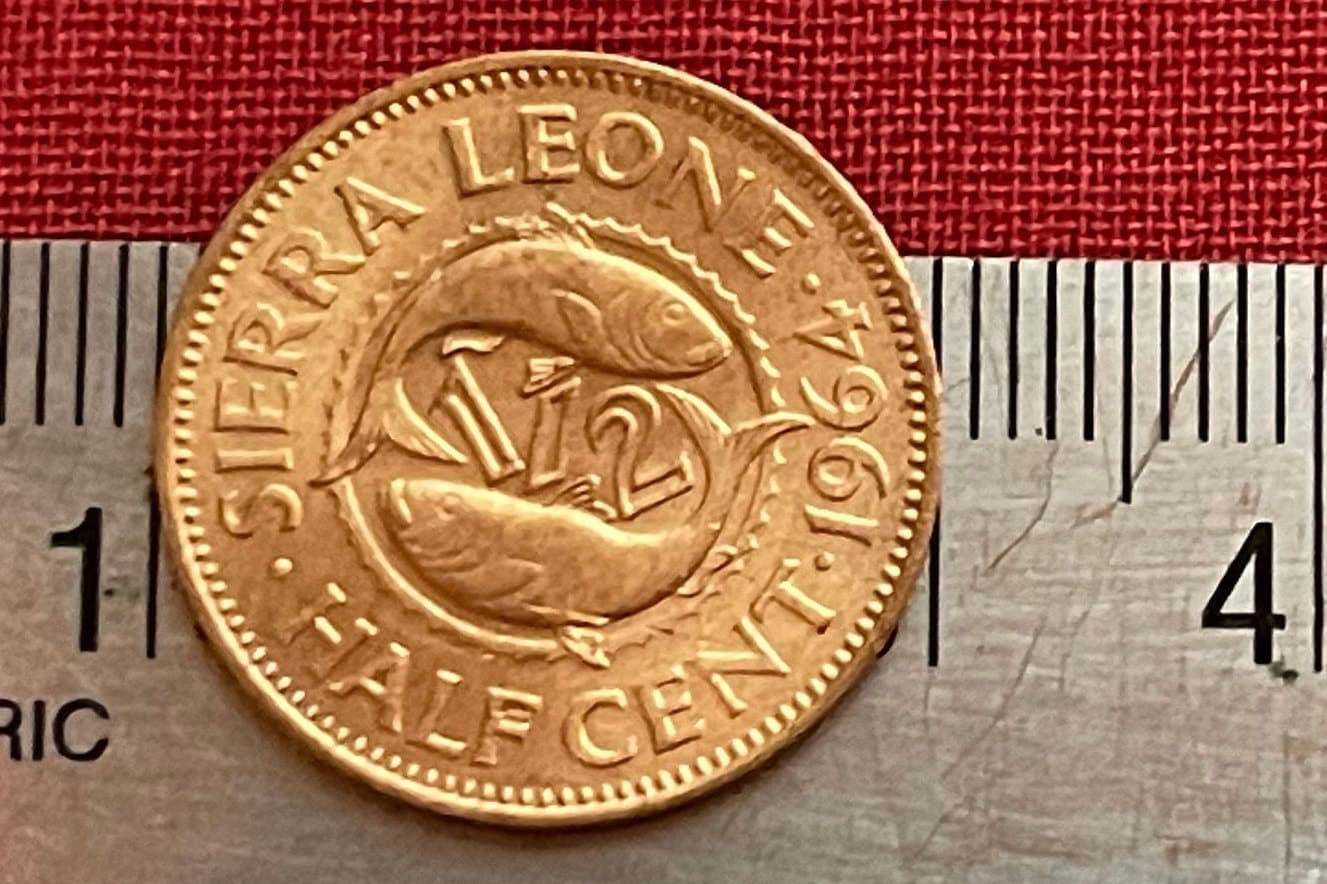 SIERRA LEONE · 1964 · HALF CENT ·
1/2
1
4
RIC